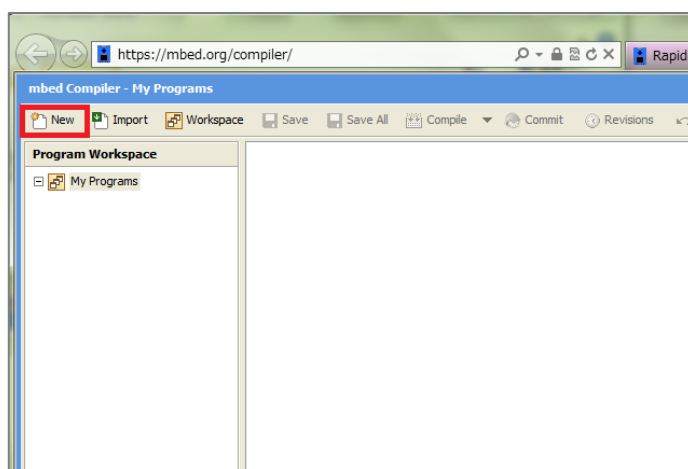 https://mbed.org/compiler/
Rapid
mbed Compiler - My Programs
New Import Workspace Save Save All Compile Commit Revisions
Program Workspace
My Programs